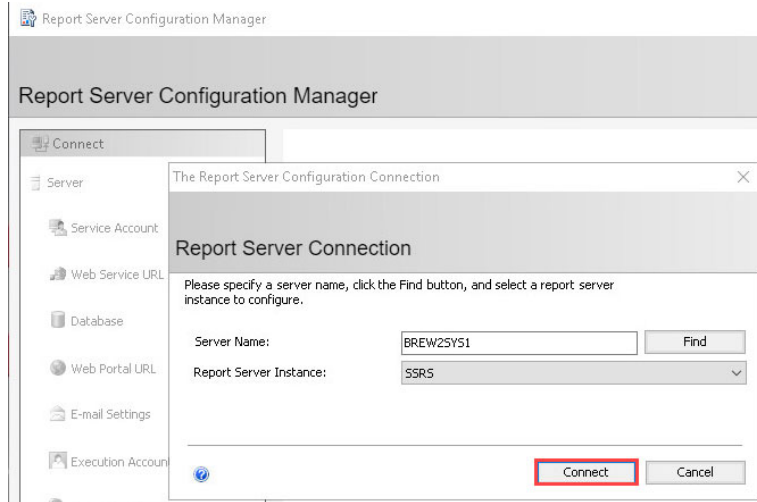 Report Server Configuration Manager
Report Server Configuration Manager
Connect
Server
Service Account
Web Service URL
Database
Web Portal URL
E-mail Settings
Execution Accoun
The Report Server Configuration Connection
Report Server Connection
Please specify a server name, click the Find button, and select a report server
instance to configure.
Server Name:
BREW2SYS1
Find
Report Server Instance:
SSRS
Connect
Cancel